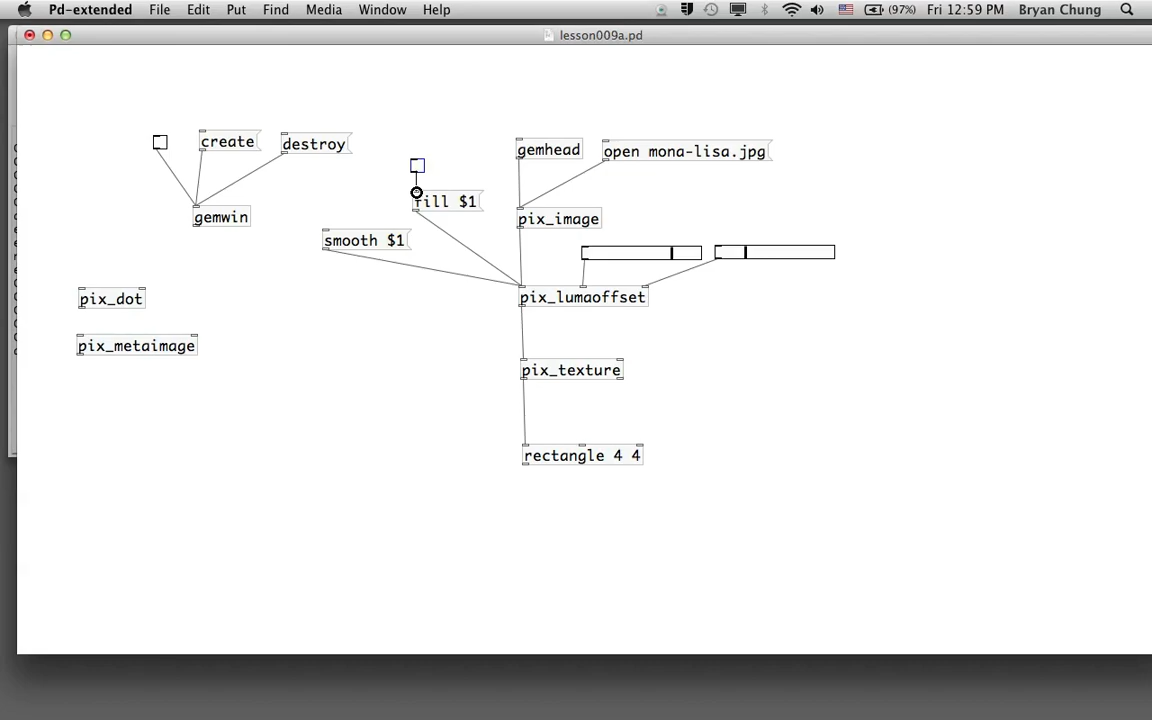 Pd-extended File Edit Put Find Media Window Help (97%) Fri 12:59 PM Bryan Chung
lesson009a.pd
create
destroy
gemhead
open mona-lisa.jpg
fill $1
gemwin
pix_image
smooth $1
pix_dot
pix_lumaoffset
pix_metaimage
pix_texture
rectangle 4 4